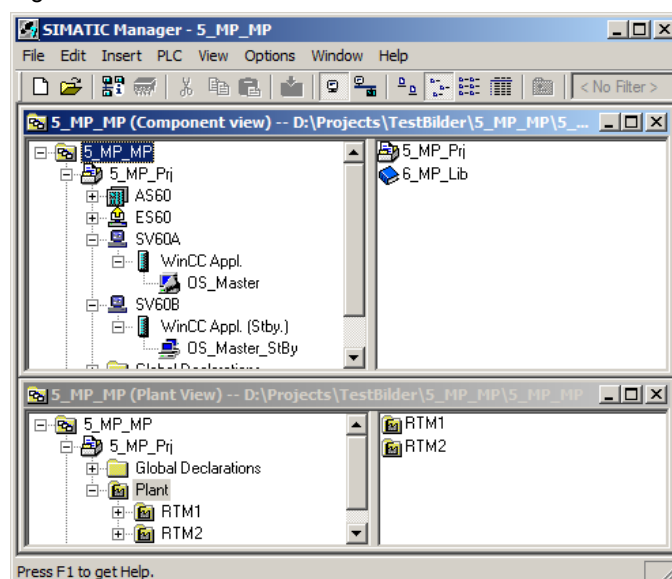 SIMATIC Manager - 5_MP_MP
File Edit Insert PLC View Options Window Help
< No Filter >
5_MP_MP (Component view) -- D:\Projects\TestBilder\5_MP_MP\5_...
5_MP_MP
5_MP_Prj
AS60
ES60
SV60A
WinCC Appl.
OS_Master
SV60B
WinCC Appl. (Stby.)
OS_Master_StBy
5_MP_Prj
6_MP_Lib
5_MP_MP (Plant View) -- D:\Projects\TestBilder\5_MP_MP\5_MP_MP
5_MP_MP
5_MP_Prj
Global Declarations
Plant
RTM1
RTM2
RTM1
RTM2
Press F1 to get Help.